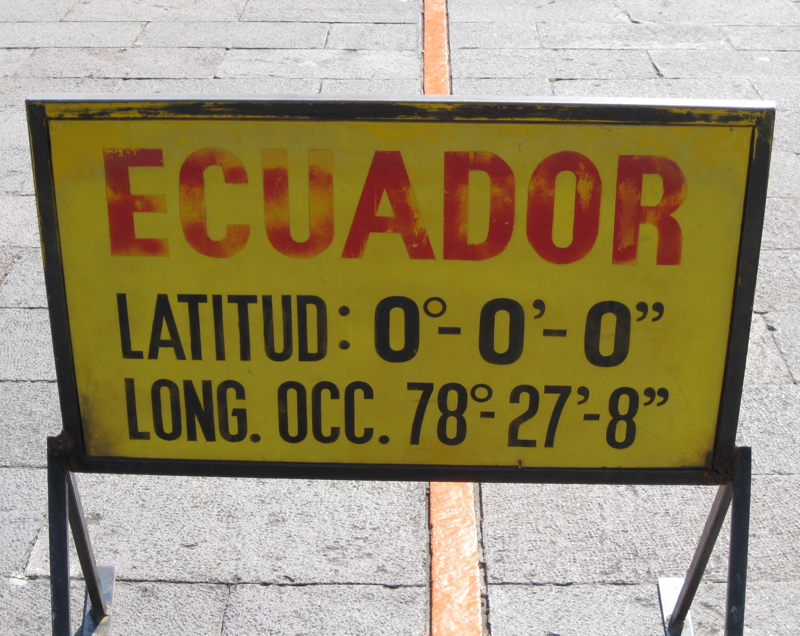 ECUADOR
LATITUD: 0°-0'-0"
LONG. OCC. 78°-27'-8"